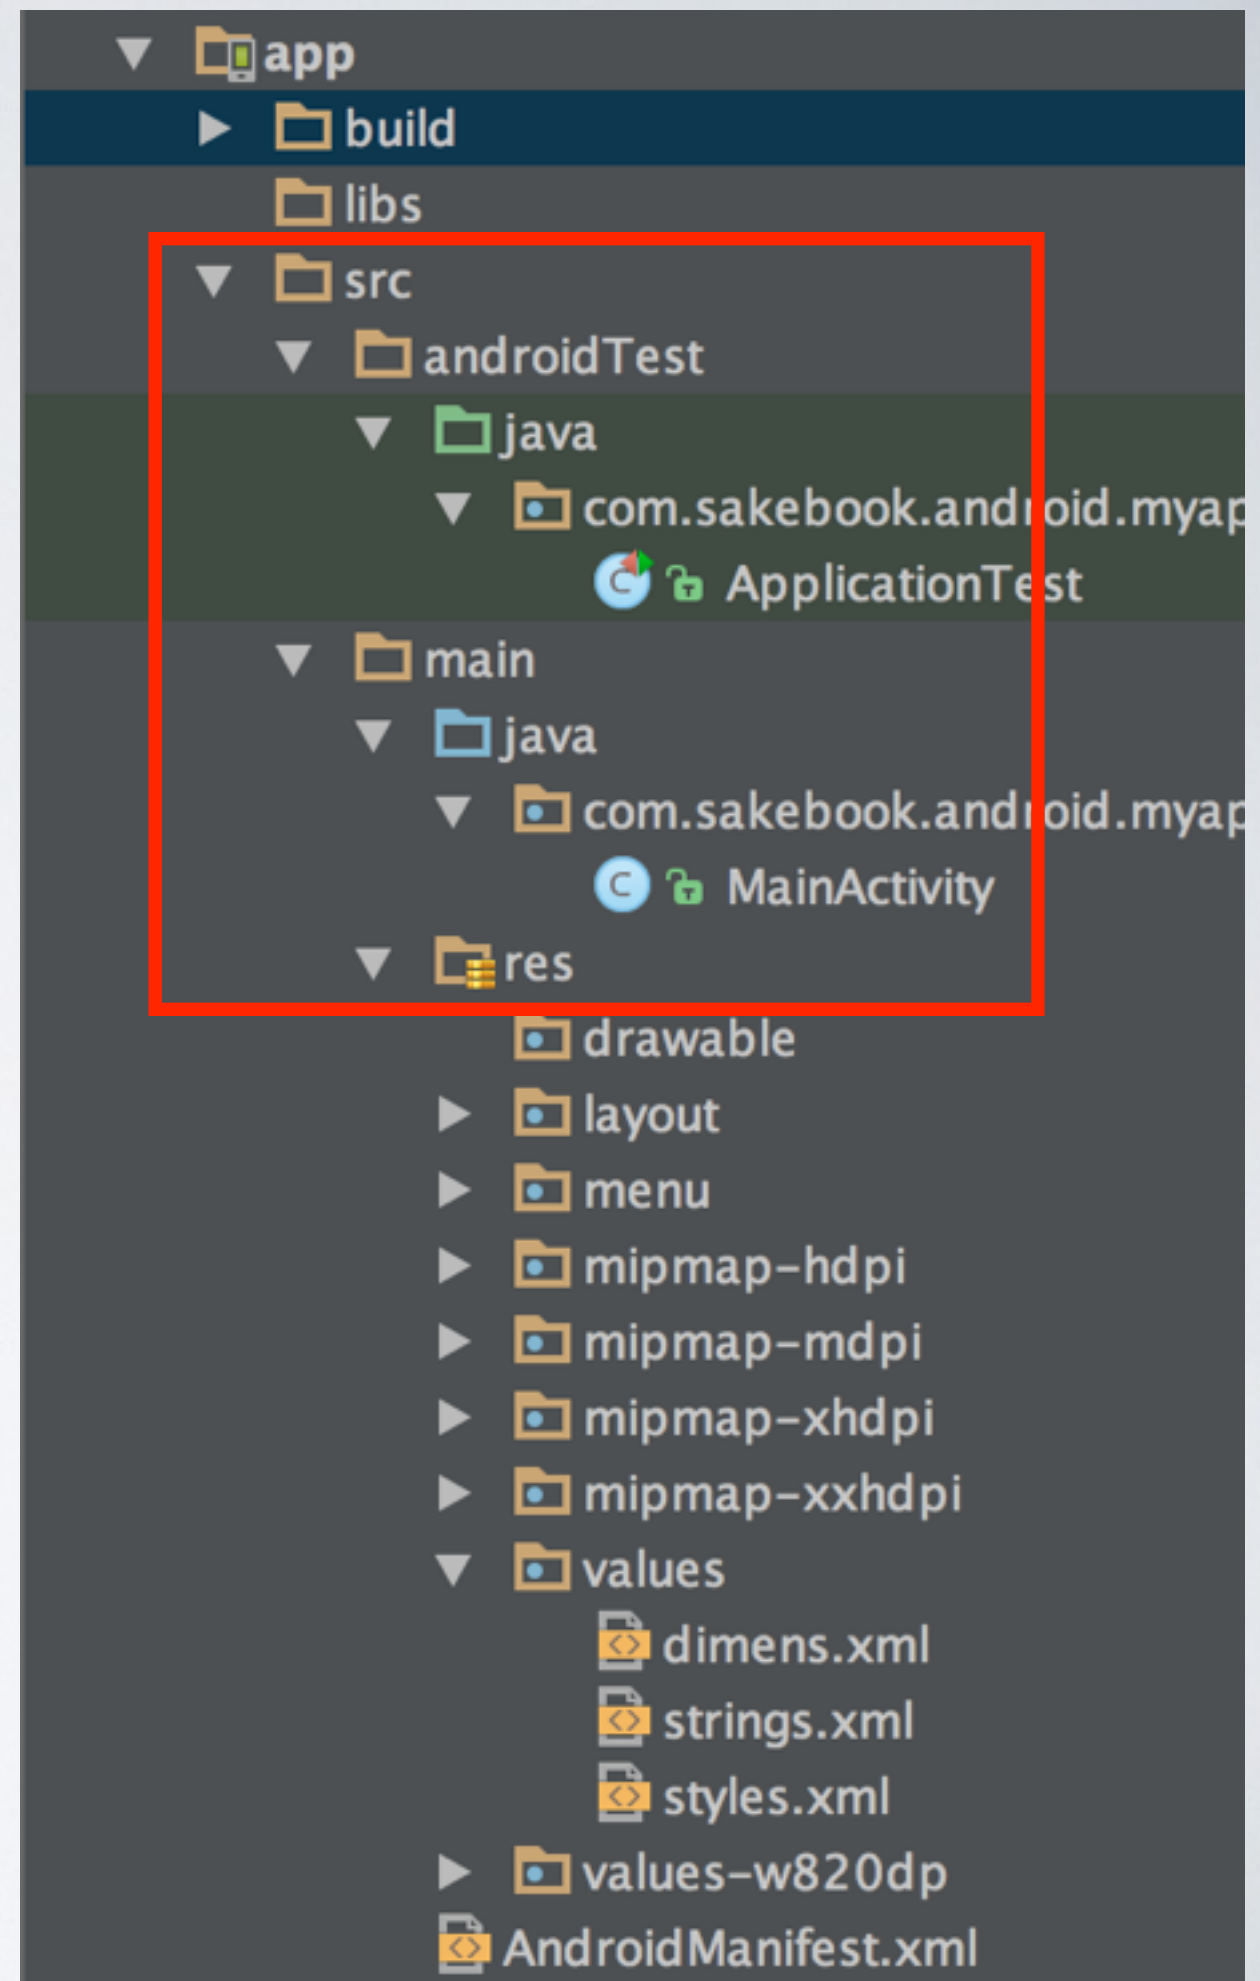 app
build
libs
src
androidTest
java
com.sakebook.android.myap
ApplicationTest
main
java
com.sakebook.android.myap
MainActivity
res
drawable
layout
menu
mipmap-hdpi
mipmap-mdpi
mipmap-xhdpi
mipmap-xxhdpi
values
dimens.xml
strings.xml
styles.xml
values-w820dp
AndroidManifest.xml